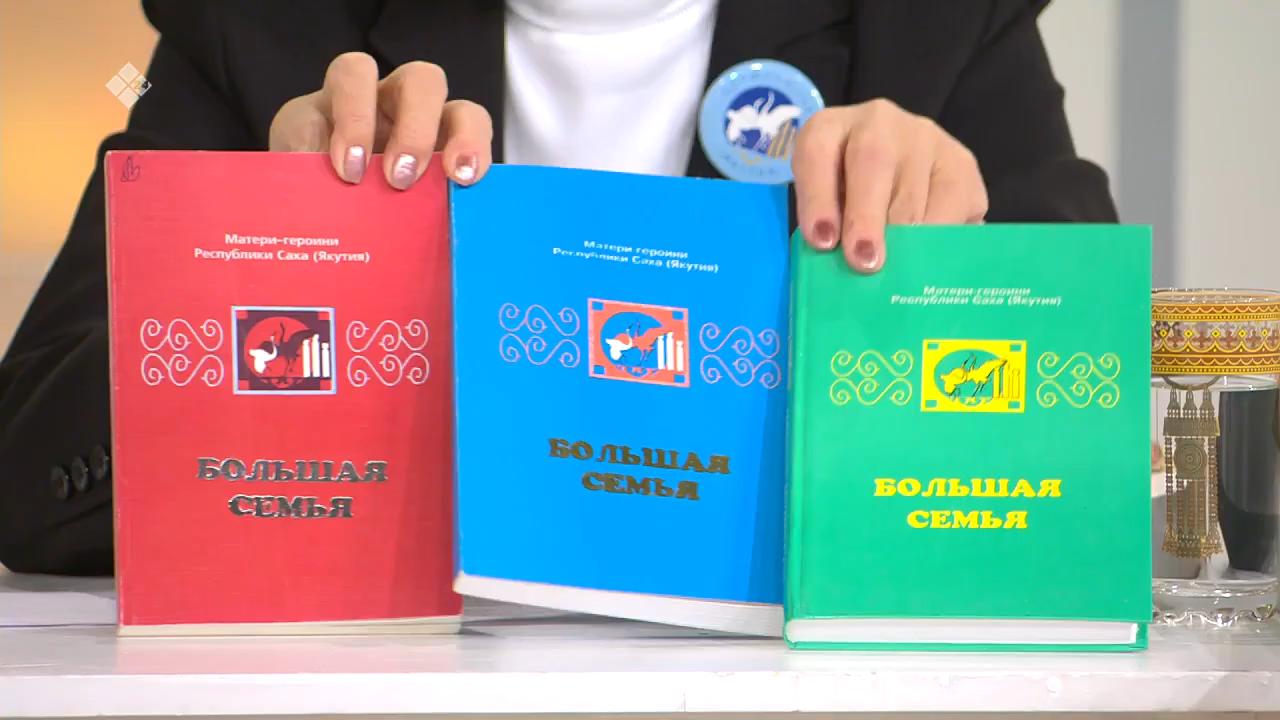 Матери-героини
Республики Саха (Якутия)
БОЛЬШАЯ
СЕМЬЯ
Матери героини
Республики Саха (Якутия)
БОЛЬШАЯ
СЕМЬЯ
Матери-героини
Республики Саха (Якутия)
БОЛЬШАЯ
СЕМЬЯ